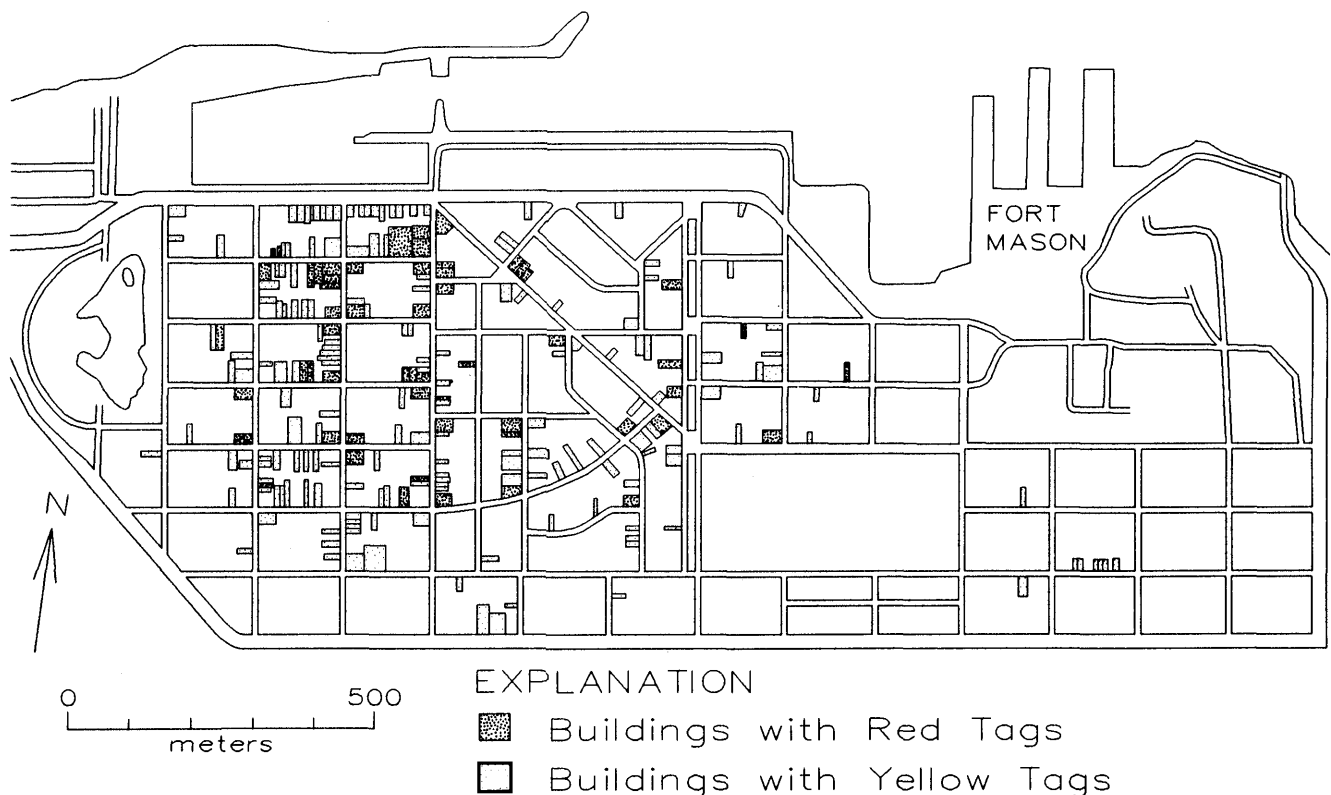 FORT
MASON
N
0 500
meters
EXPLANATION
Buildings with Red Tags
Buildings with Yellow Tags